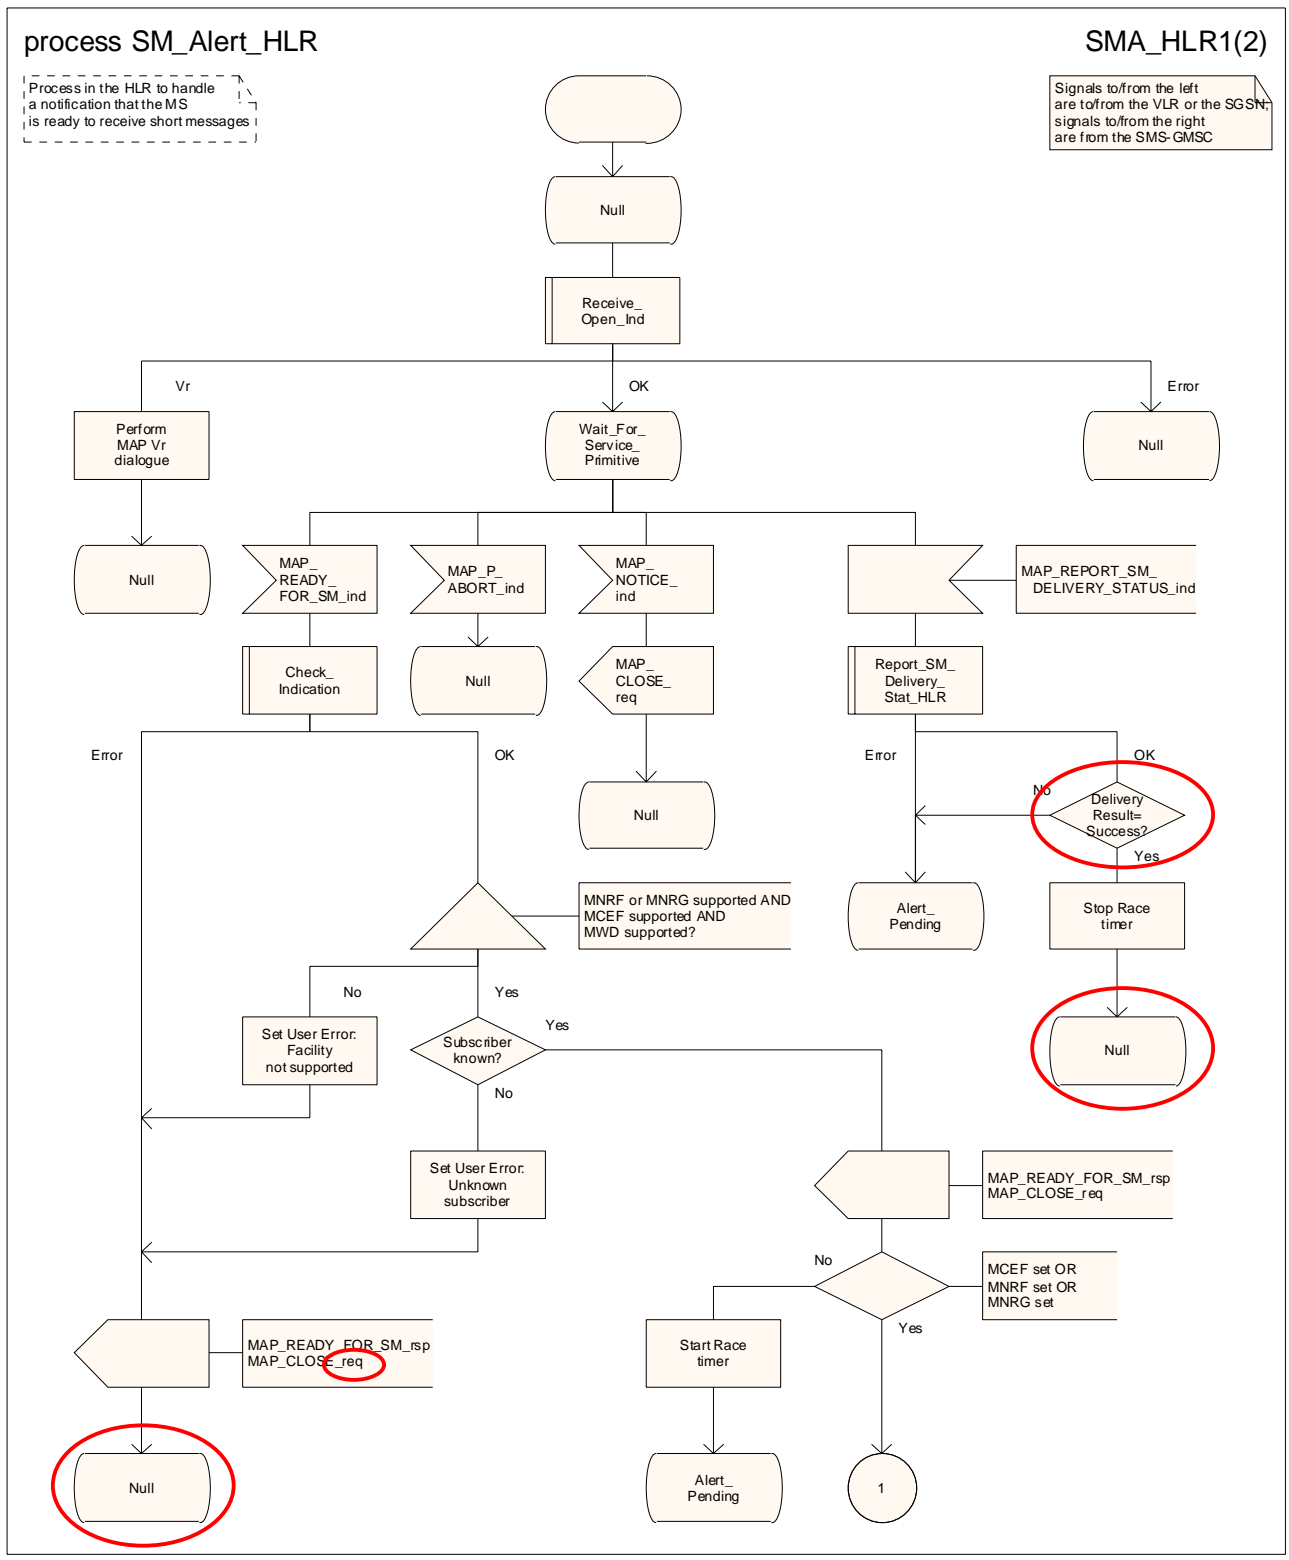 process SM_Alert_HLR
SMA_HLR1(2)
Process in the HLR to handle
a notification that the MS
is ready to receive short messages
Signals to/from the left
are to/from the VLR or the SGSN;
signals to/from the right
are from the SMS-GMSC
Null
Receive_
Open_Ind
Vr
OK
Error
Perform
MAP Vr
dialogue
Wait_For_
Service_
Primitive
Null
Null
MAP_
READY_
FOR_SM_ind
MAP_P_
ABORT_ind
MAP_
NOTICE_
ind
MAP_REPORT_SM_
DELIVERY_STATUS_ind
Check_
Indication
Null
MAP_
CLOSE_
req
Report_SM_
Delivery_
Stat_HLR
Error
OK
Error
OK
No
Delivery
Result=
Success?
Yes
Null
MNRF or MNRG supported AND
MCEF supported AND
MWD supported?
Alert_
Pending
Stop Race
timer
No
Yes
Set User Error:
Facility
not supported
Subscriber
known?
Yes
No
Null
Set User Error:
Unknown
subscriber
MAP_READY_FOR_SM_rsp
MAP_CLOSE_req
No
MCEF set OR
MNRF set OR
MNRG set
Yes
MAP_READY_FOR_SM_rsp
MAP_CLOSE_req
Start Race
timer
Null
Alert_
Pending
1